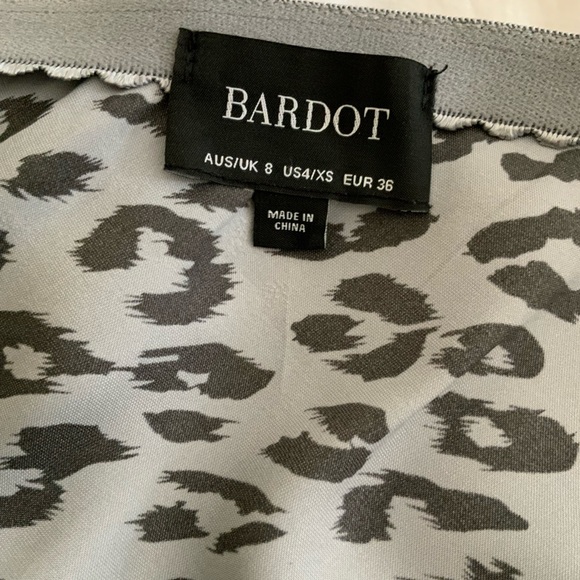 BARDOT
AUS/UK 8 US4/XS EUR 36
MADE IN
CHINA